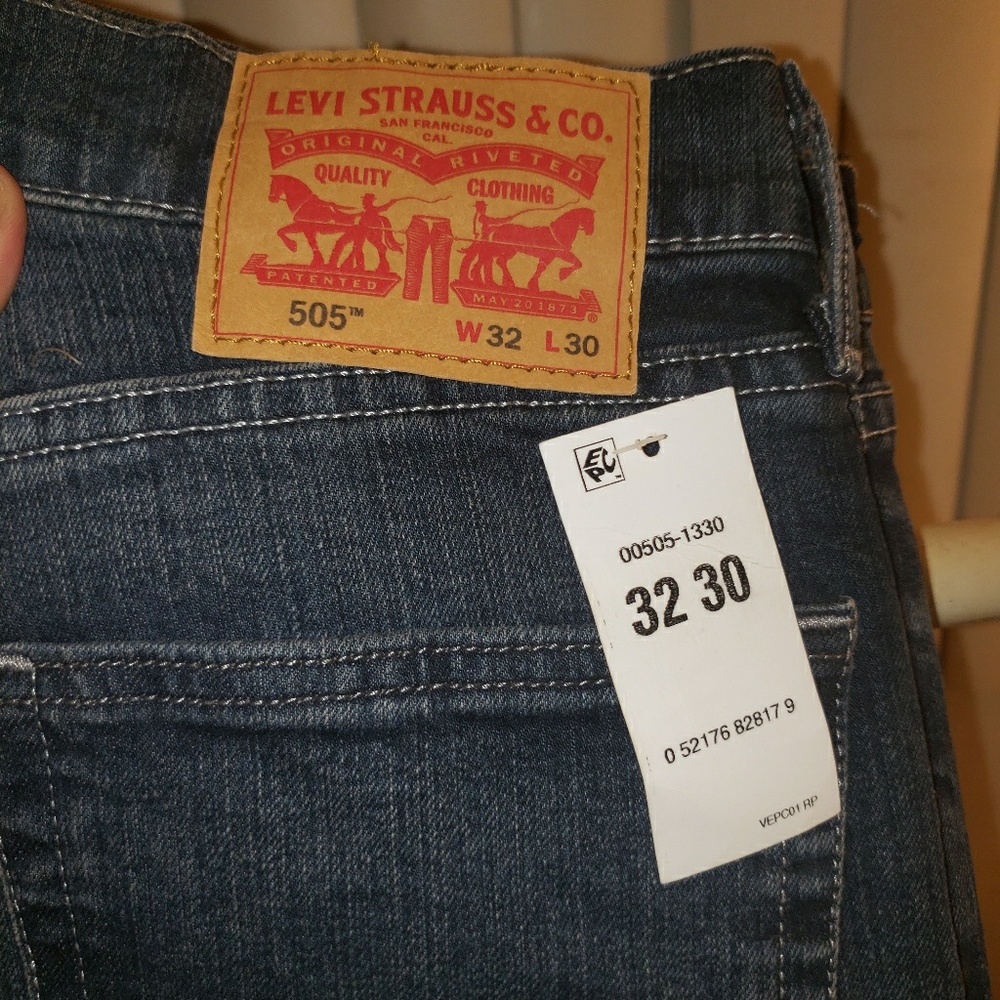 LEVI STRAUSS & CO.
SAN FRANCISCO
CAL.
ORIGINAL RIVETED
QUALITY CLOTHING
PATENTED MAY 20 1873 ®
505™
W32 L30
EPC™
00505-1330
32 30
0 52176 82817 9
VEPC01 RP